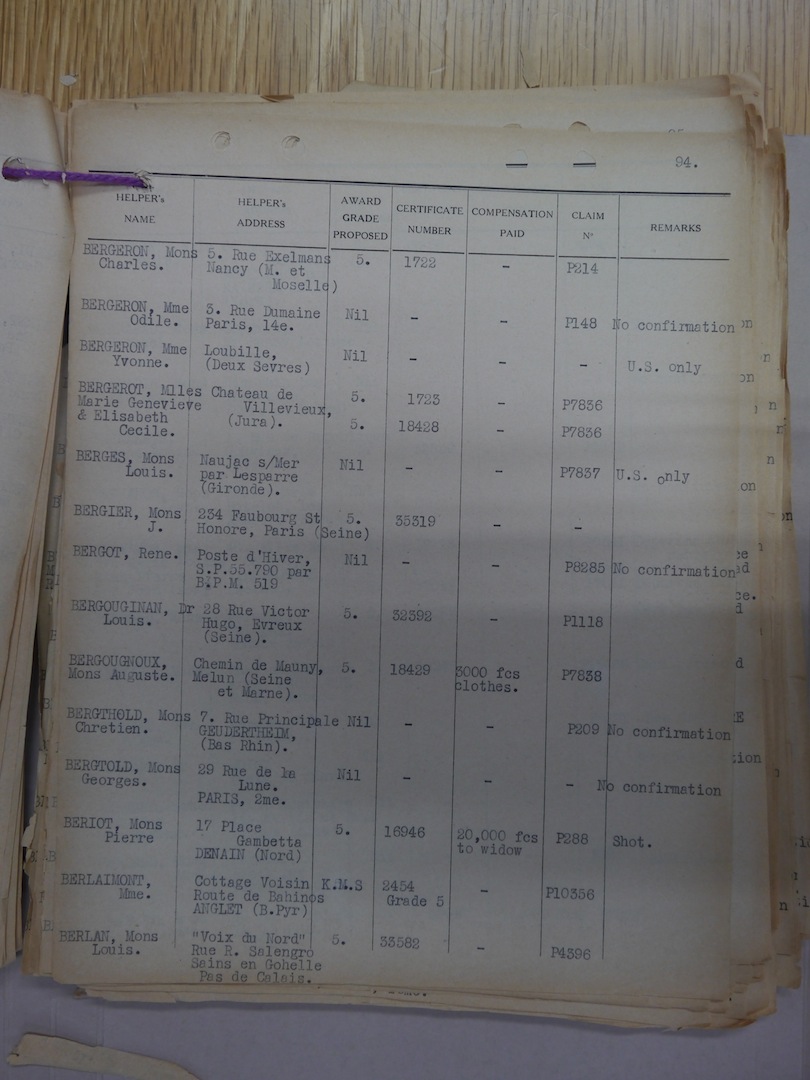 94.
HELPER's NAME HELPER's ADDRESS AWARD GRADE PROPOSED CERTIFICATE NUMBER COMPENSATION PAID CLAIM Nº REMARKS
BERGERON, Mons 5. Rue Exelmans 5. 1722 - P214
Charles. Nancy (M. et
Moselle)
BERGERON, Mme 3. Rue Dumaine Nil - - P148 No confirmation
Odile. Paris, 14e.
BERGERON, Mme Loubille, Nil - - - U.S. only
Yvonne. (Deux Sevres)
BERGEROT, Mlles Chateau de 5. 1723 - P7836
Marie Genevieve Villevieux,
& Elisabeth (Jura). 5. 18428 - P7836
Cecile.
BERGES, Mons Naujac s/Mer Nil - - P7837 U.S. only
Louis. par Lesparre
(Gironde).
BERGIER, Mons 234 Faubourg St 5. 35319 - -
J. Honore, Paris (Seine)
BERGOT, Rene. Poste d'Hiver, Nil - - P8285 No confirmation
S.P.55.790 par
B.P.M. 519
BERGOUGINAN, Dr 28 Rue Victor 5. 32392 - P1118
Louis. Hugo, Evreux
(Seine).
BERGOUGNOUX, Chemin de Mauny, 5. 18429 3000 fcs P7838
Mons Auguste. Melun (Seine clothes.
et Marne).
BERGTHOLD, Mons 7. Rue Principale Nil - - P209 No confirmation
Chretien. GEUDERTHEIM,
(Bas Rhin).
BERGTOLD, Mons 29 Rue de la Nil - - - No confirmation
Georges. Lune.
PARIS, 2me.
BERIOT, Mons 17 Place 5. 16946 20,000 fcs P288 Shot.
Pierre Gambetta to widow
DENAIN (Nord)
BERLAIMONT, Cottage Voisin K.M.S 2454 - P10356
Mme. Route de Bahinos Grade 5
ANGLET (B.Pyr)
BERLAN, Mons "Voix du Nord" 5. 33582 - P4396
Louis. Rue R. Salengro
Sains en Gohelle
Pas de Calais.